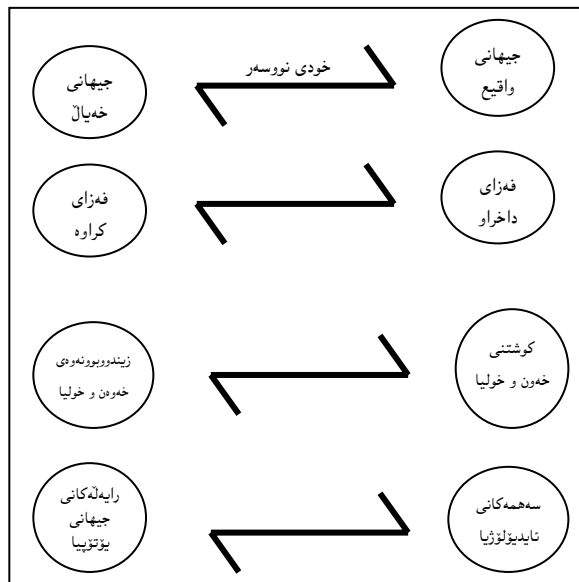 جیهانی
واقیع
خودی نووسەر
جیهانی
خەیاڵ
فەزای
داخراو
فەزای
کراوە
کوشتنی
خەون و خولیا
زیندووبوونەوەی
خەوەن و خولیا
سەهمەکانی
ئایدیۆلۆژیا
رایەڵەکانی
جیهانی
یۆتۆپیا